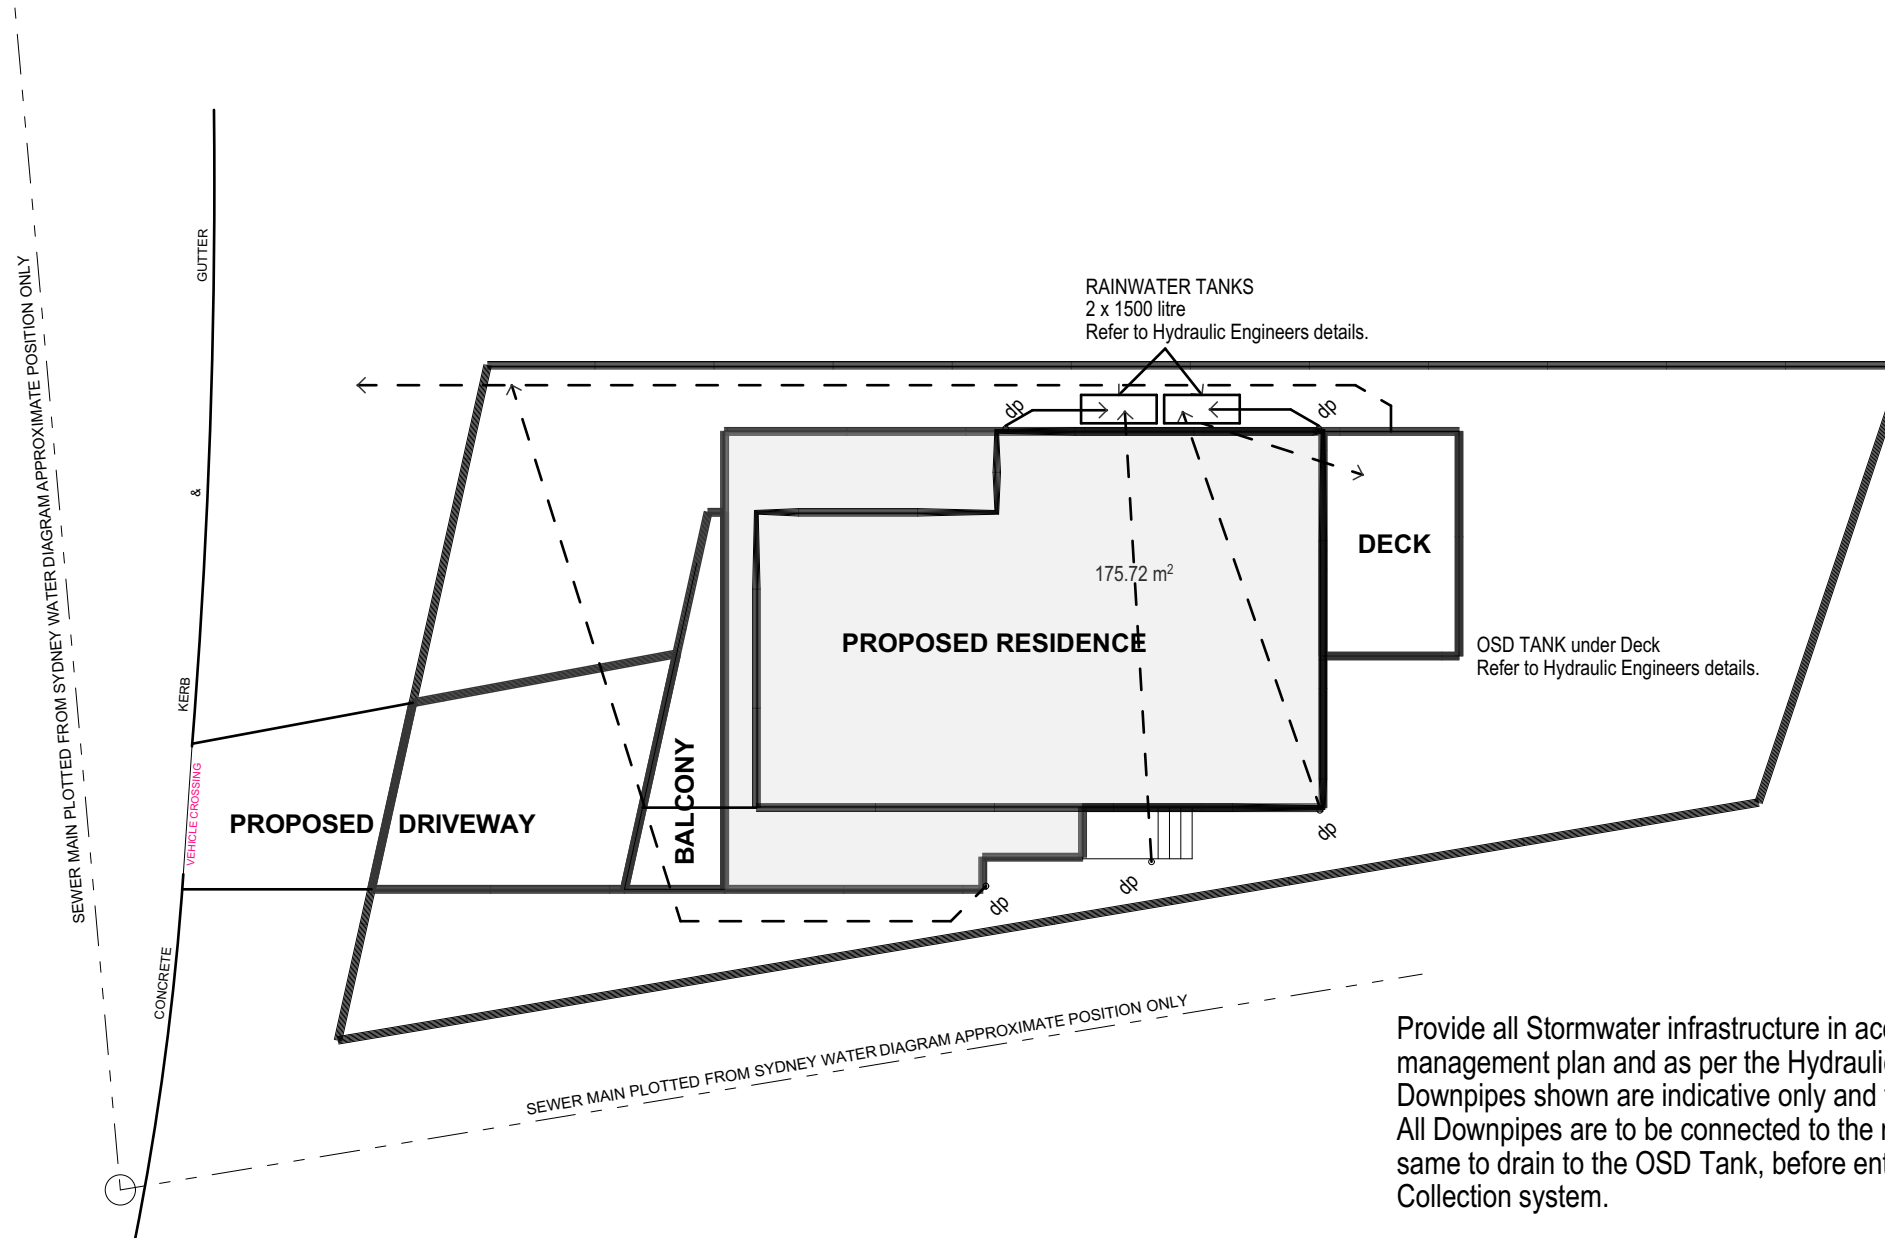 GUTTER
&
KERB
CONCRETE
VEHICLE CROSSING
SEWER MAIN PLOTTED FROM SYDNEY WATER DIAGRAM APPROXIMATE POSITION ONLY
RAINWATER TANKS
2 x 1500 litre
Refer to Hydraulic Engineers details.
dp
dp
DECK
175.72 m²
PROPOSED RESIDENCE
OSD TANK under Deck
Refer to Hydraulic Engineers details.
BALCONY
PROPOSED DRIVEWAY
dp
dp
dp
SEWER MAIN PLOTTED FROM SYDNEY WATER DIAGRAM APPROXIMATE POSITION ONLY
Provide all Stormwater infrastructure in
management plan and as per the
Downpipes shown are indicative only and
All Downpipes are to be connected to the
same to drain to the OSD Tank, before
Collection system.